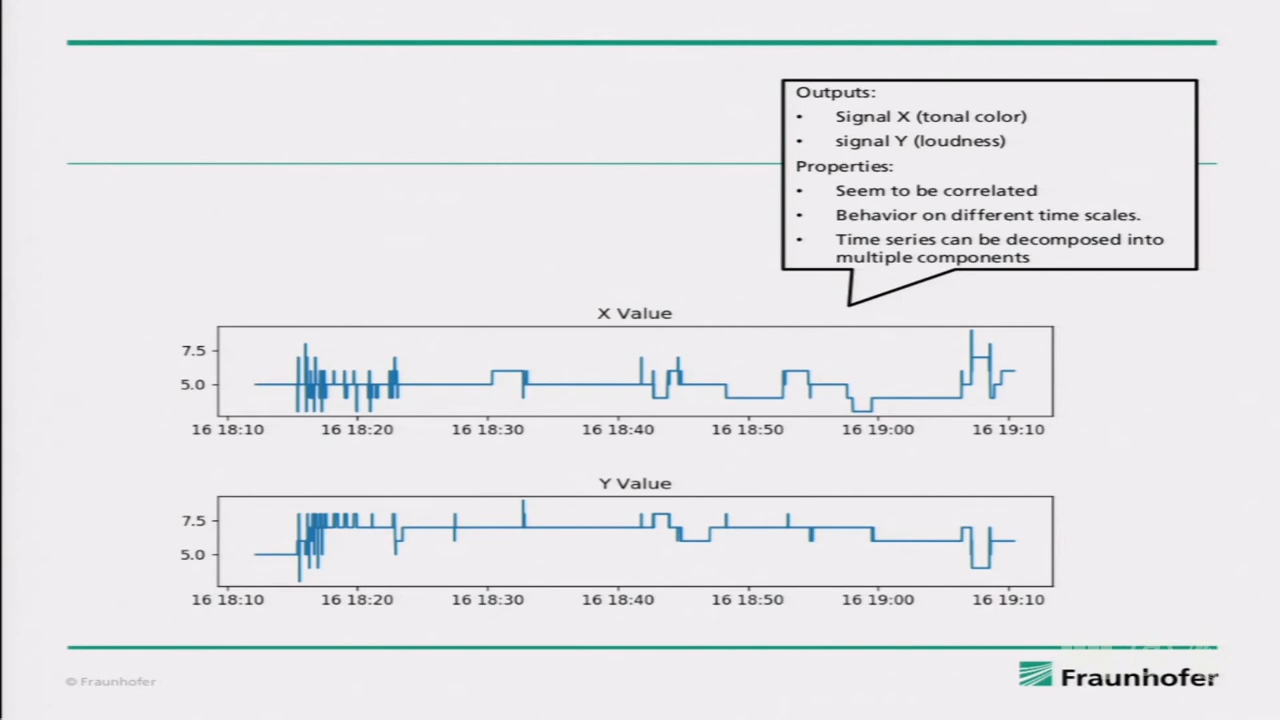 Outputs:
• Signal X (tonal color)
• signal Y (loudness)
Properties:
• Seem to be correlated
• Behavior on different time scales.
• Time series can be decomposed into
multiple components
X Value
7.5
5.0
16 18:10 16 18:20 16 18:30 16 18:40 16 18:50 16 19:00 16 19:10
Y Value
7.5
5.0
16 18:10 16 18:20 16 18:30 16 18:40 16 18:50 16 19:00 16 19:10
© Fraunhofer
Fraunhofer